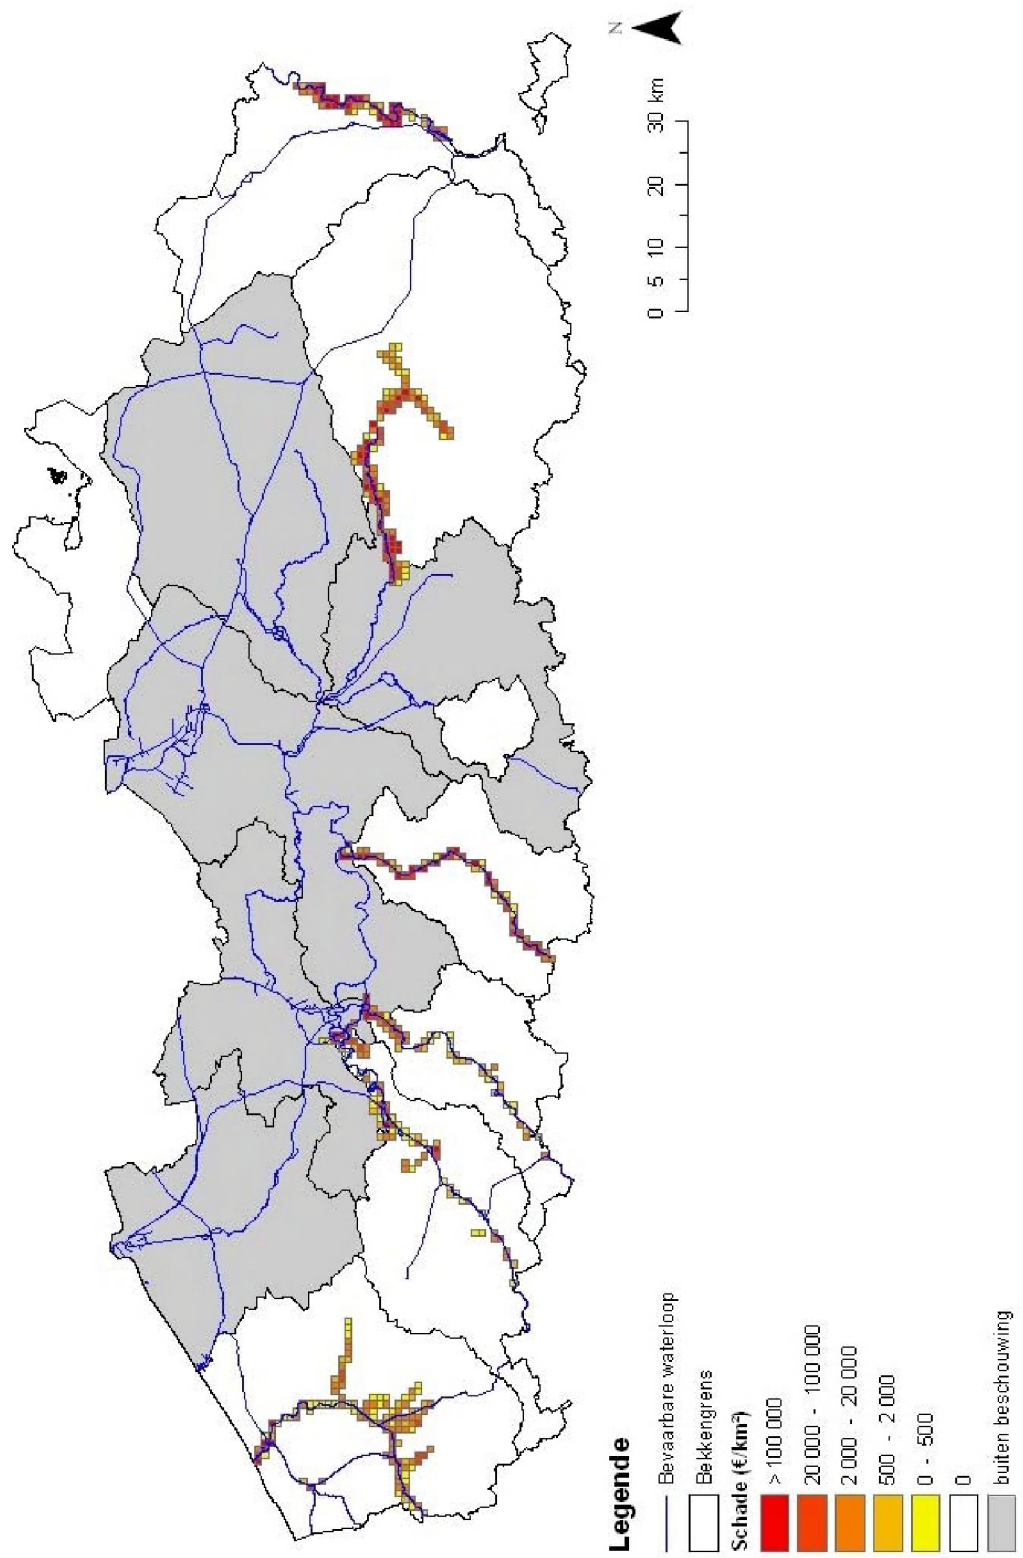 N
0 5 10 20 30 km
Legende
Bevaarbare waterloop
Bekkengrens
Schade (€/km²)
> 100 000
20 000 - 100 000
2 000 - 20 000
500 - 2 000
0 - 500
0
buiten beschouwing